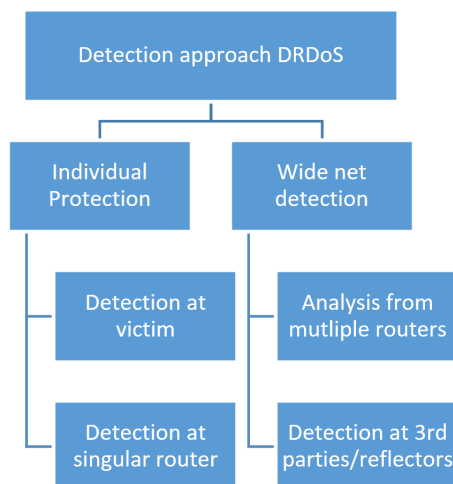 Detection approach DRDoS
Individual
Protection
Wide net
detection
Detection at
victim
Analysis from
mutliple routers
Detection at
singular router
Detection at 3rd
parties/reflectors